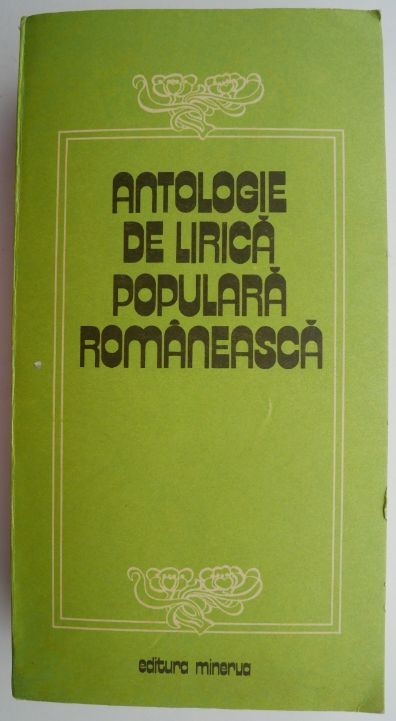 ANTOLOGIE
DE LIRICĂ
POPULARĂ
ROMÂNEASCĂ
editura minerva